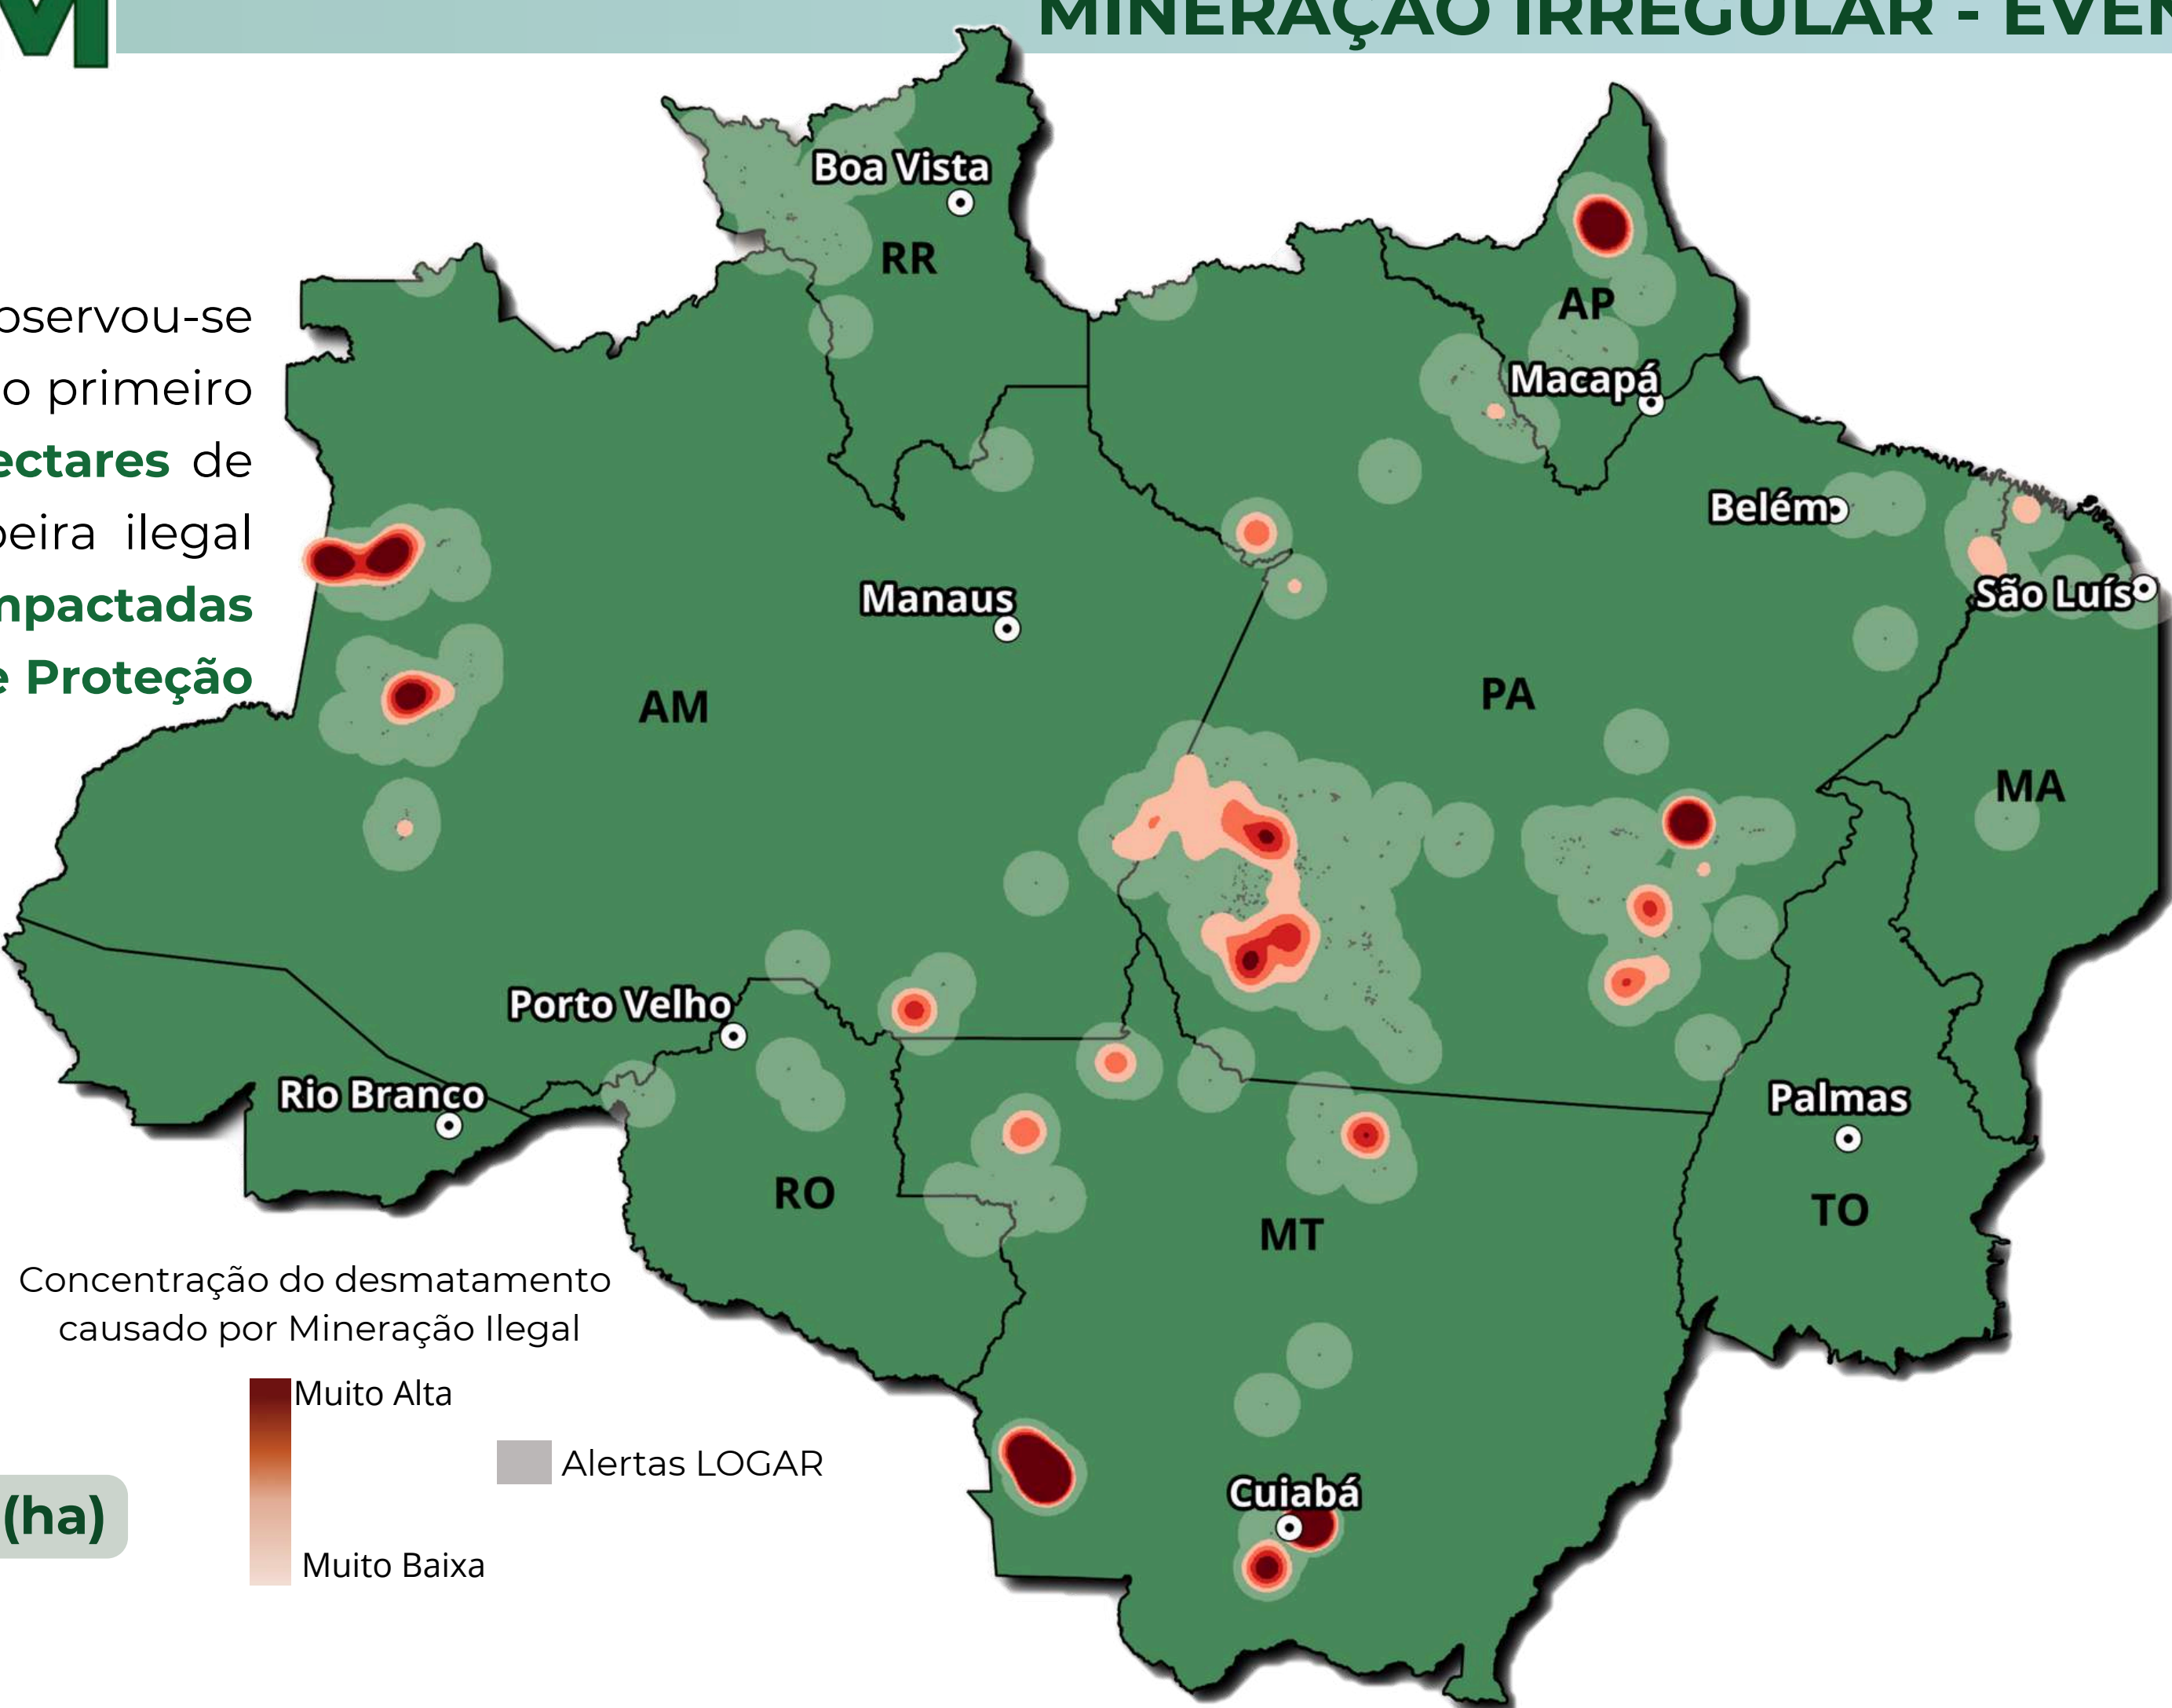 M
MINERAÇÃO IRREGULAR - EVEN
bservou-se
o primeiro
ectares de
peira ilegal
mpactadas
e Proteção
Boa Vista
RR
AP
Macapá
Belém
São Luís
Manaus
AM
PA
MA
Porto Velho
Rio Branco
Palmas
RO
MT
TO
Cuiabá
Concentração do desmatamento
causado por Mineração Ilegal
Muito Alta
Alertas LOGAR
Muito Baixa
(ha)